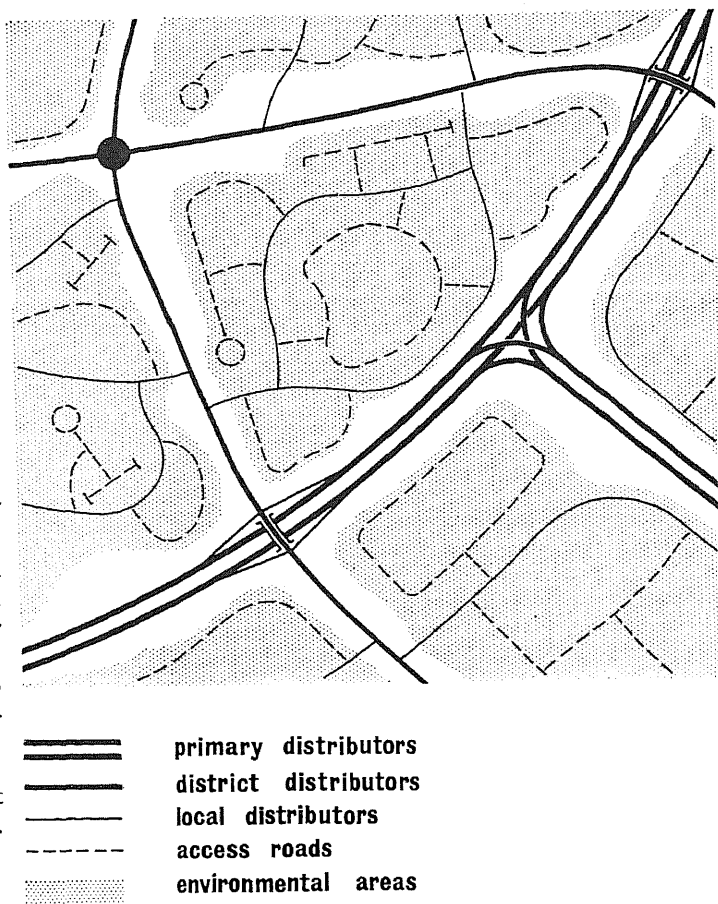 primary distributors
district distributors
local distributors
access roads
environmental areas